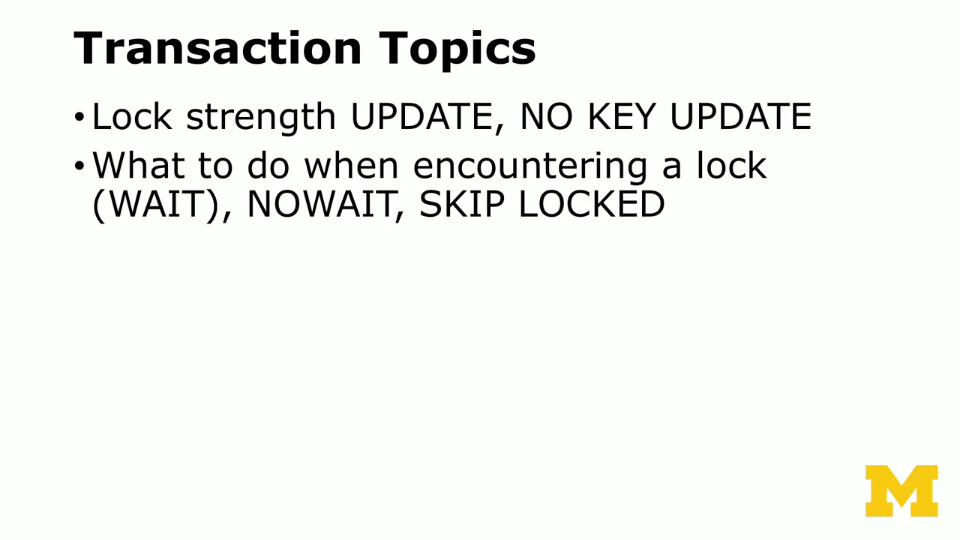 Transaction Topics
•Lock strength UPDATE, NO KEY UPDATE
•What to do when encountering a lock
(WAIT), NOWAIT, SKIP LOCKED
M